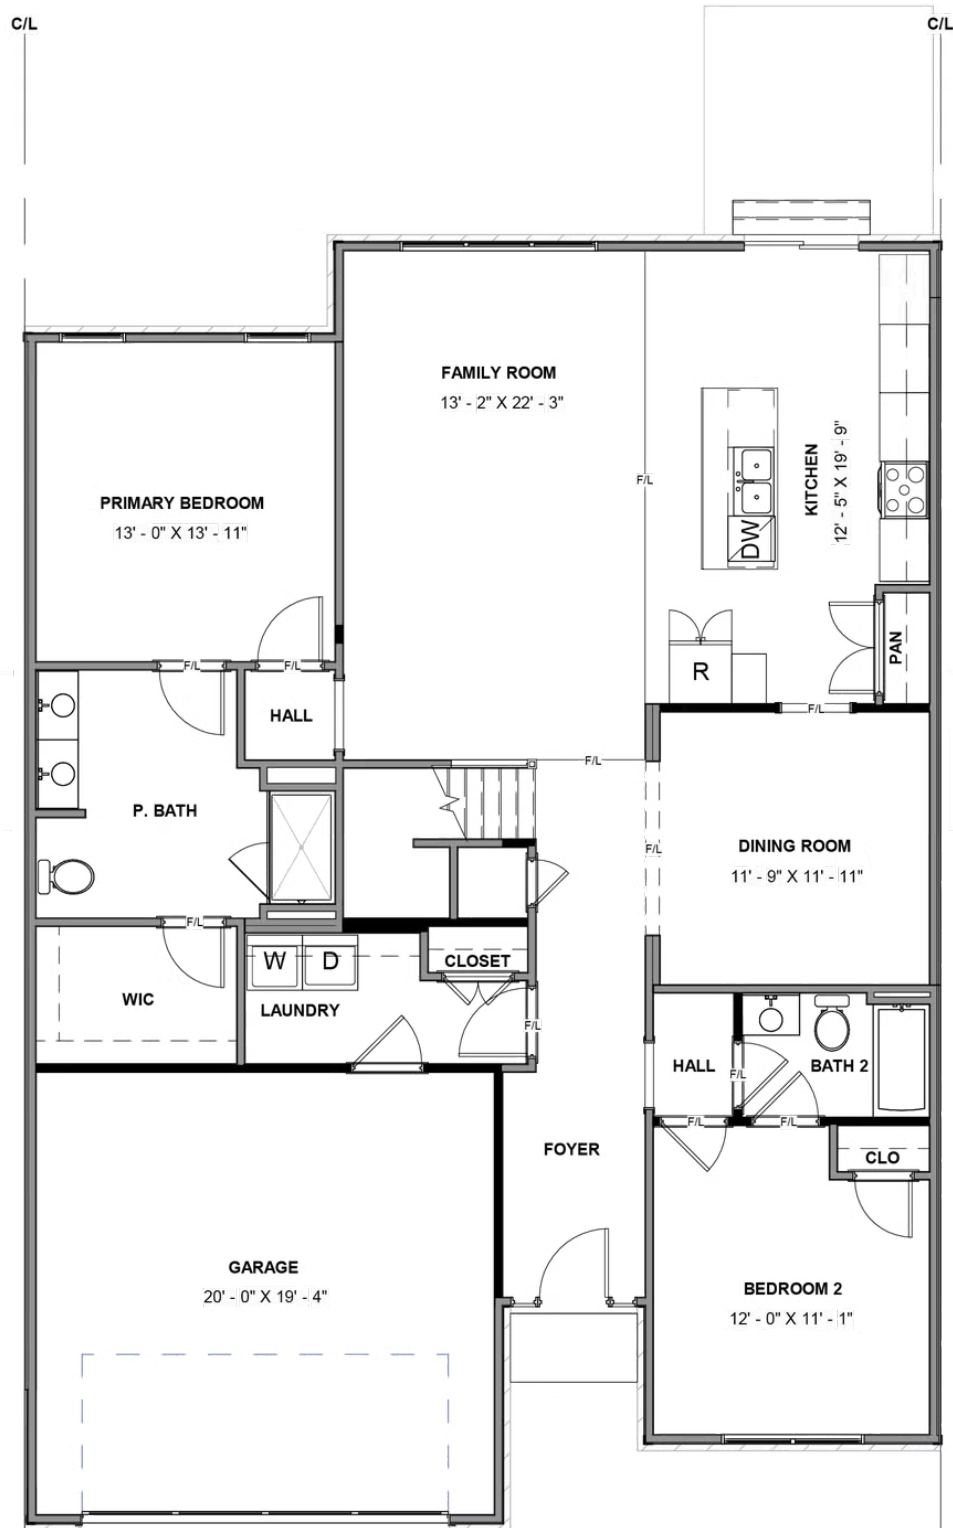 C/L
C/L
FAMILY ROOM
13' - 2" X 22' - 3"
KITCHEN
12' - 5" X 19' - 9"
F/L
PRIMARY BEDROOM
13' - 0" X 13' - 11"
DW
PAN
F/L
F/L
R
HALL
F/L
F/L
P. BATH
F/L
DINING ROOM
11' - 9" X 11' - 11"
F/L
W
D
CLOSET
WIC
LAUNDRY
F/L
HALL
F/L
BATH 2
F/L
F/L
FOYER
CLO
GARAGE
20' - 0" X 19' - 4"
BEDROOM 2
12' - 0" X 11' - 1"